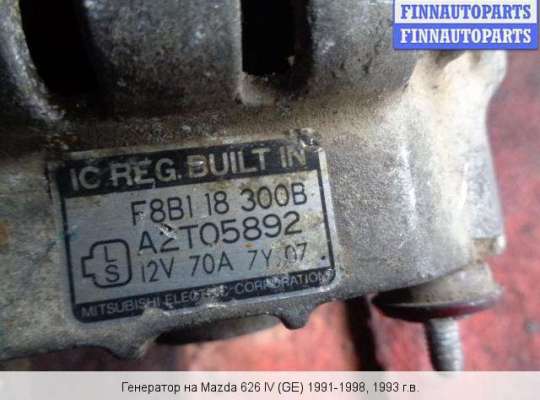 FINNAUTOPARTS
FINNAUTOPARTS
IC REG. BUILT IN
F8B1 18 300B
A2T05892
L
S
12V 70A 7Y.07
MITSUBISHI ELECTRIC CORPORATION
Генератор на Mazda 626 IV (GE) 1991-1998, 1993 г.в.